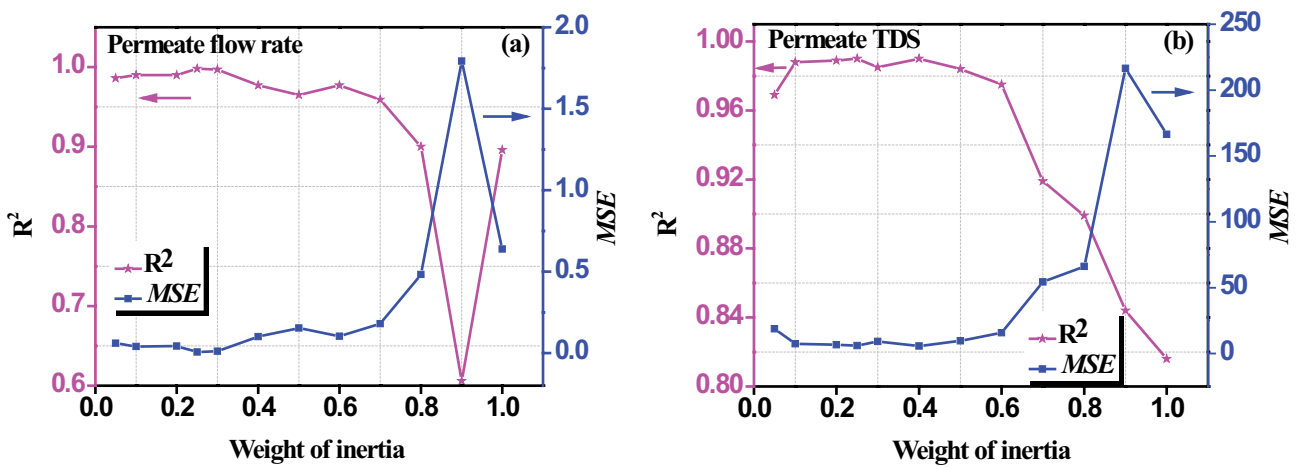 Permeate flow rate
(a)
1.0
0.9
0.8
0.7
0.6
R²
2.0
1.5
1.0
0.5
0.0
MSE
R²
MSE
0.0 0.2 0.4 0.6 0.8 1.0
Weight of inertia
Permeate TDS
(b)
1.00
0.96
0.92
0.88
0.84
0.80
R²
250
200
150
100
50
0
MSE
R²
MSE
0.0 0.2 0.4 0.6 0.8 1.0
Weight of inertia